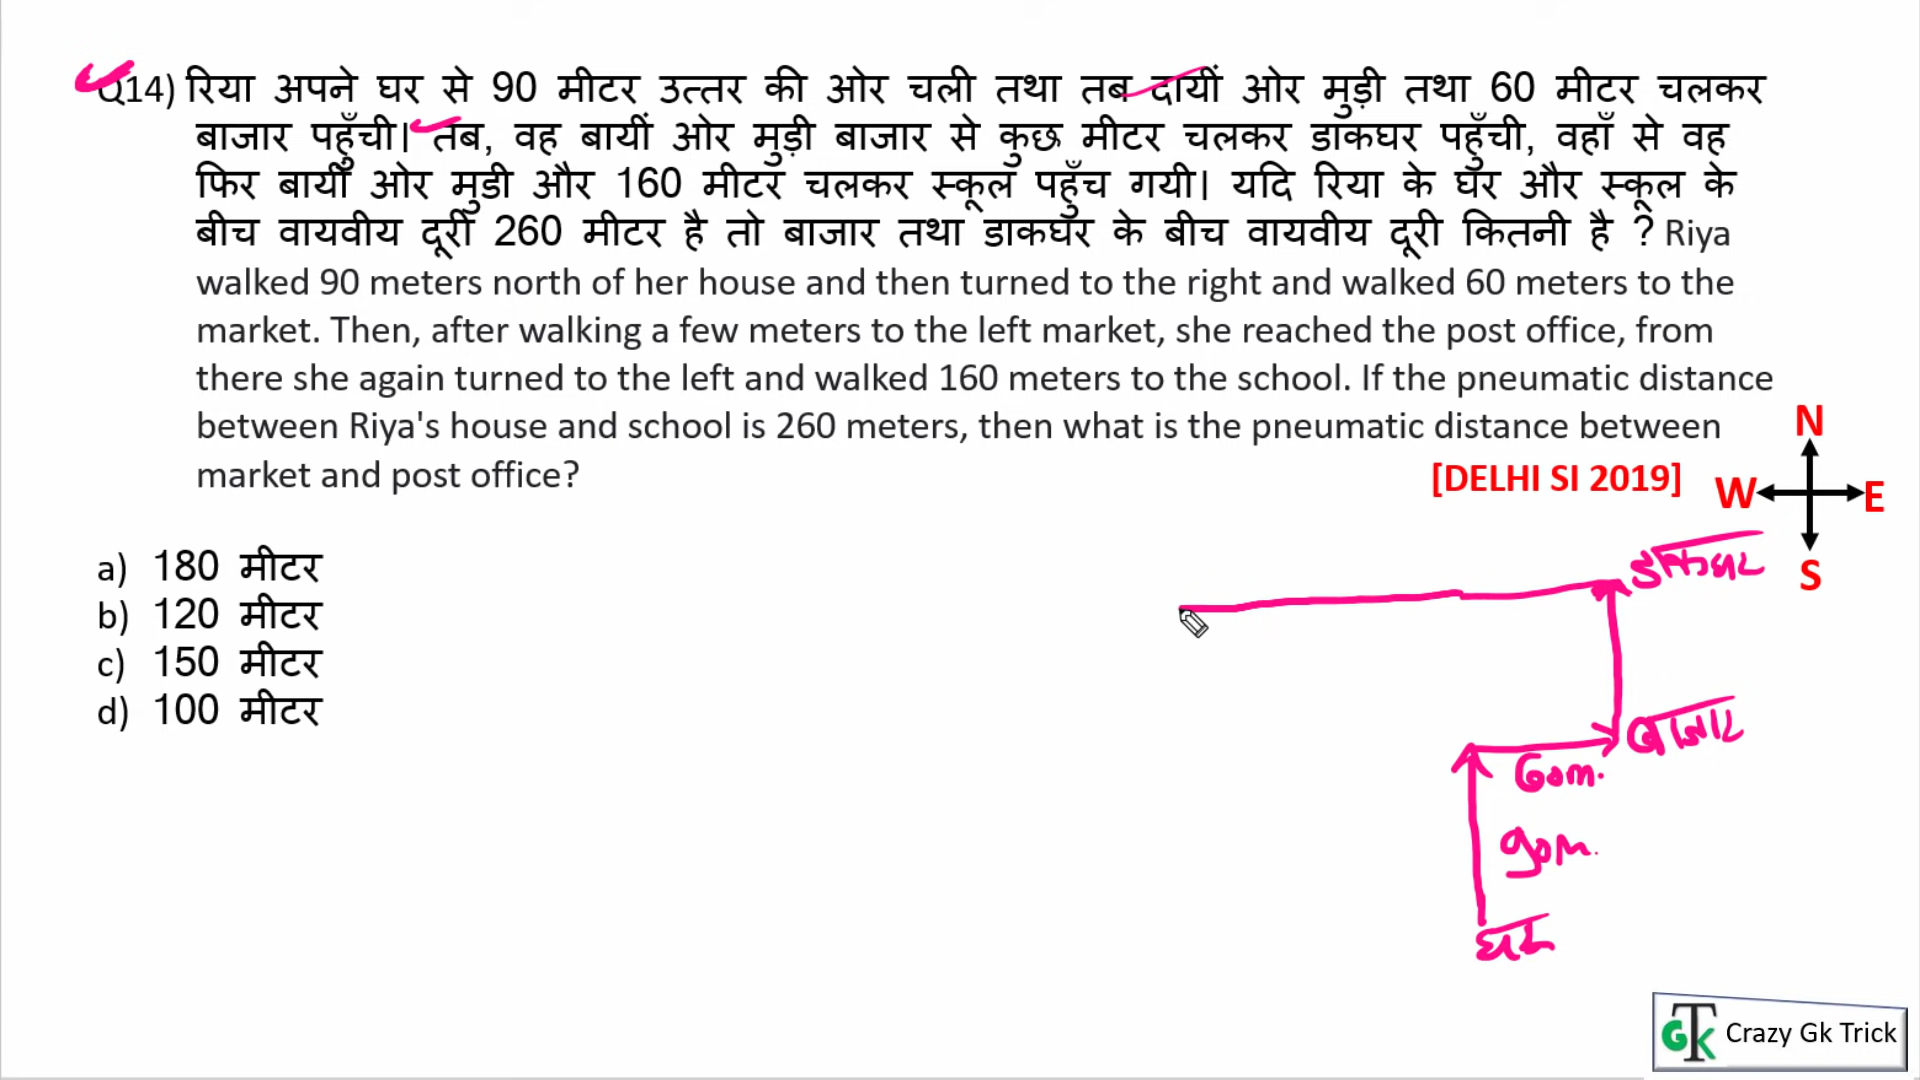 Q14) रिया अपने घर से 90 मीटर उत्तर की ओर चली तथा तब दायीं ओर मुड़ी तथा 60 मीटर चलकर
बाजार पहुँची। तब, वह बायीं ओर मुड़ी बाजार से कुछ मीटर चलकर डाकघर पहुँची, वहाँ से वह
फिर बायीं ओर मुडी और 160 मीटर चलकर स्कूल पहुँच गयी। यदि रिया के घर और स्कूल के
बीच वायवीय दूरी 260 मीटर है तो बाजार तथा डाकघर के बीच वायवीय दूरी कितनी है ? Riya
walked 90 meters north of her house and then turned to the right and walked 60 meters to the
market. Then, after walking a few meters to the left market, she reached the post office, from
there she again turned to the left and walked 160 meters to the school. If the pneumatic distance
between Riya's house and school is 260 meters, then what is the pneumatic distance between
market and post office?
[DELHI SI 2019]
N
W E
S
a) 180 मीटर
b) 120 मीटर
c) 150 मीटर
d) 100 मीटर
डाकघर
बाजार
60m.
90m.
घर
GTK Crazy Gk Trick